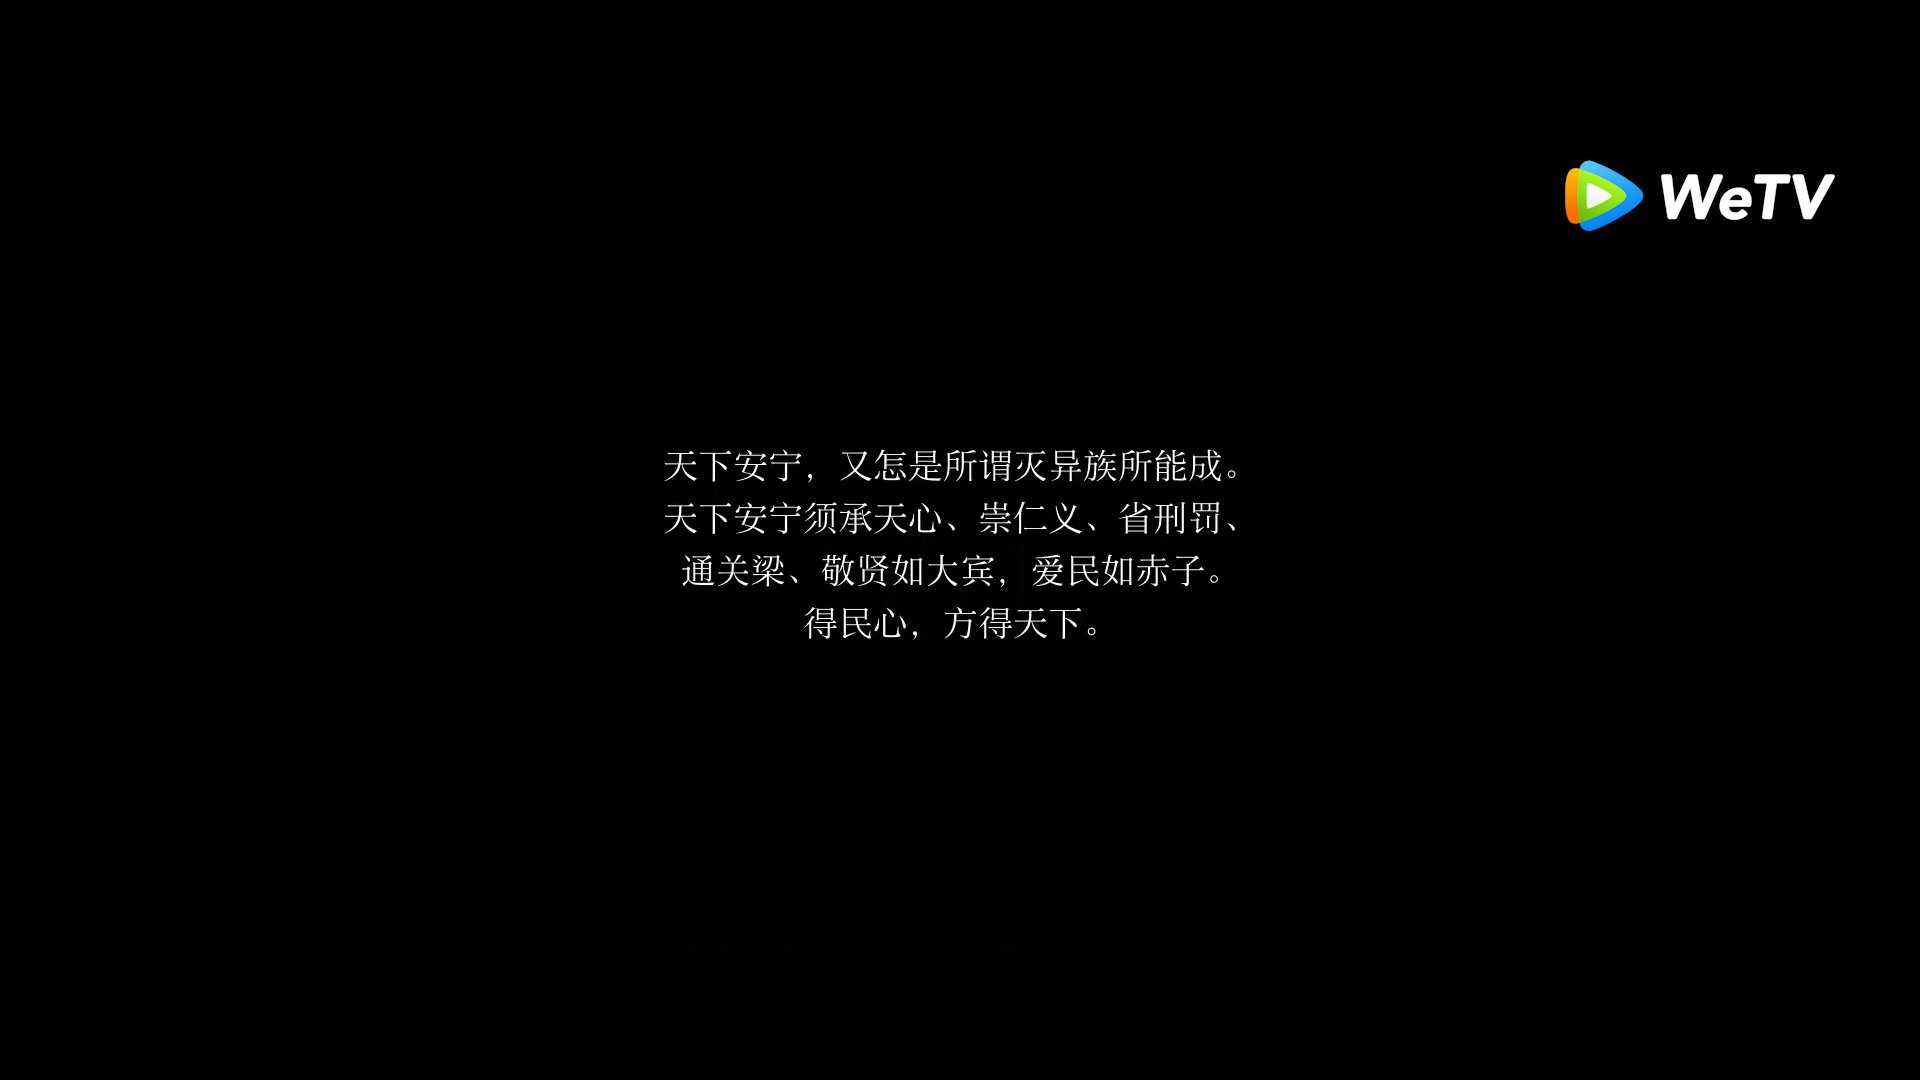 WeTV
天下安宁，又怎是所谓灭异族所能成。
天下安宁须承天心、崇仁义、省刑罚、
通关梁、敬贤如大宾，爱民如赤子。
得民心，方得天下。